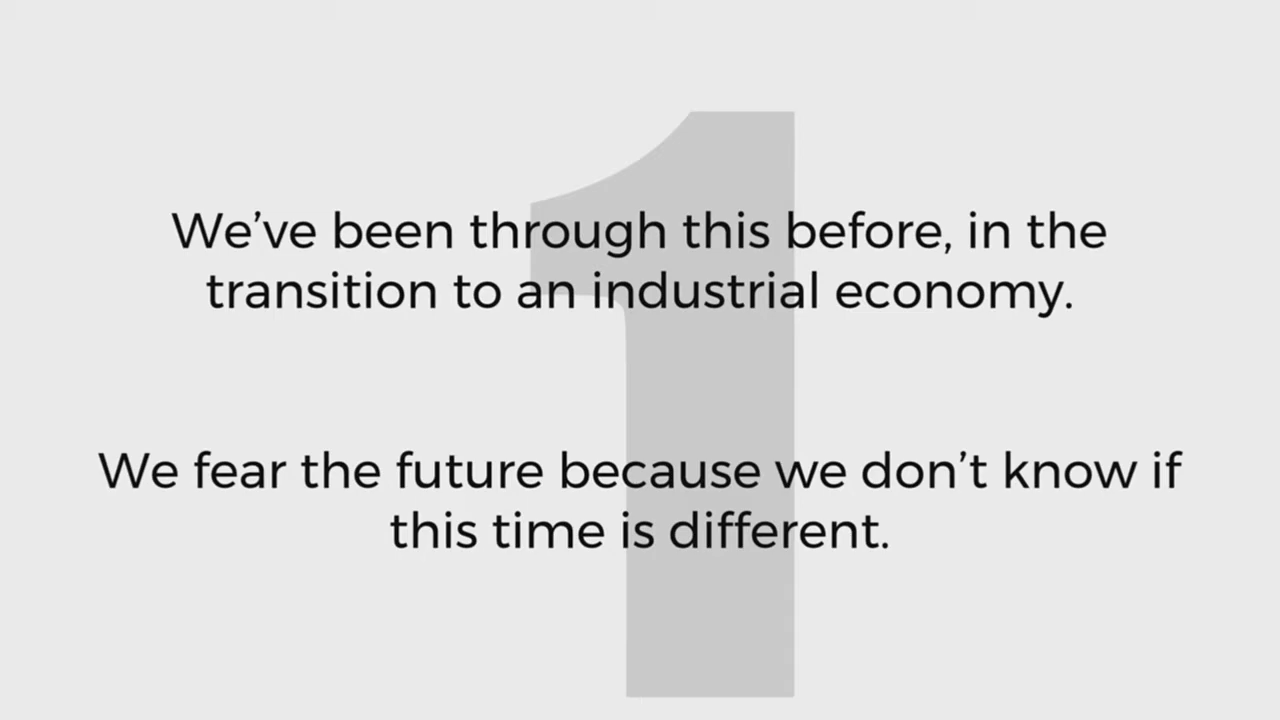 1
We’ve been through this before, in the
transition to an industrial economy.
We fear the future because we don’t know if
this time is different.